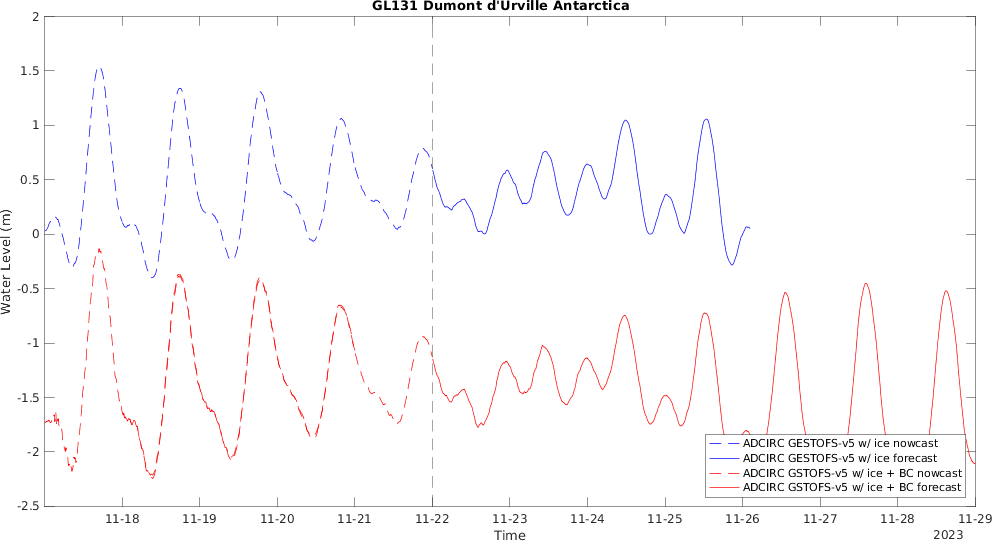 GL131 Dumont d'Urville Antarctica
2
1.5
1
0.5
0
-0.5
-1
-1.5
-2
-2.5
Water Level (m)
ADCIRC GESTOFS-v5 w/ ice nowcast
ADCIRC GESTOFS-v5 w/ ice forecast
ADCIRC GSTOFS-v5 w/ ice + BC nowcast
ADCIRC GSTOFS-v5 w/ ice + BC forecast
11-18 11-19 11-20 11-21 11-22 11-23 11-24 11-25 11-26 11-27 11-28 11-29
Time
2023